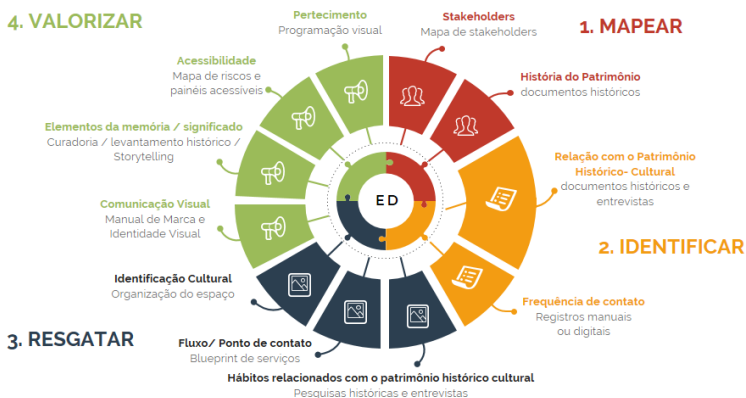 4. VALORIZAR
Pertecimento
Programação visual
Stakeholders
Mapa de stakeholders
1. MAPEAR
Acessibilidade
Mapa de riscos e
painéis acessíveis
História do Patrimônio
documentos históricos
Elementos da memória / significado
Curadoria / levantamento histórico /
Storytelling
Relação com o Patrimônio
Histórico- Cultural
documentos históricos e
entrevistas
Comunicação Visual
Manual de Marca e
Identidade Visual
ED
2. IDENTIFICAR
Identificação Cultural
Organização do espaço
Frequência de contato
Registros manuais
ou digitais
3. RESGATAR
Fluxo/ Ponto de contato
Blueprint de serviços
Hábitos relacionados com o patrimônio histórico cultural
Pesquisas históricas e entrevistas